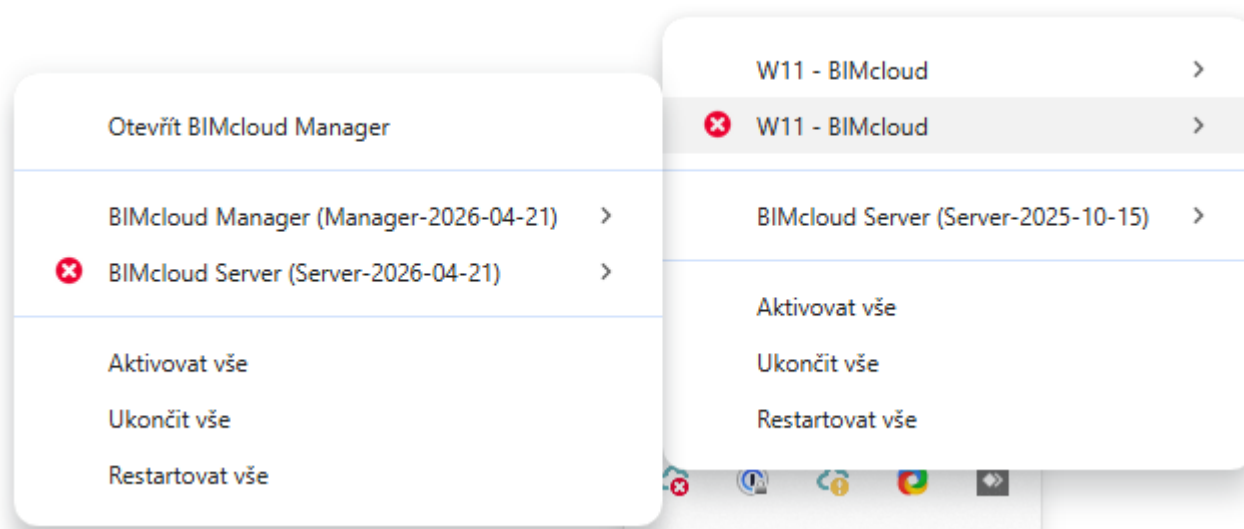 Otevřít BIMcloud Manager
BIMcloud Manager (Manager-2026-04-21)
BIMcloud Server (Server-2026-04-21)
Aktivovat vše
Ukončit vše
Restartovat vše
W11 - BIMcloud
W11 - BIMcloud
BIMcloud Server (Server-2025-10-15)
Aktivovat vše
Ukončit vše
Restartovat vše